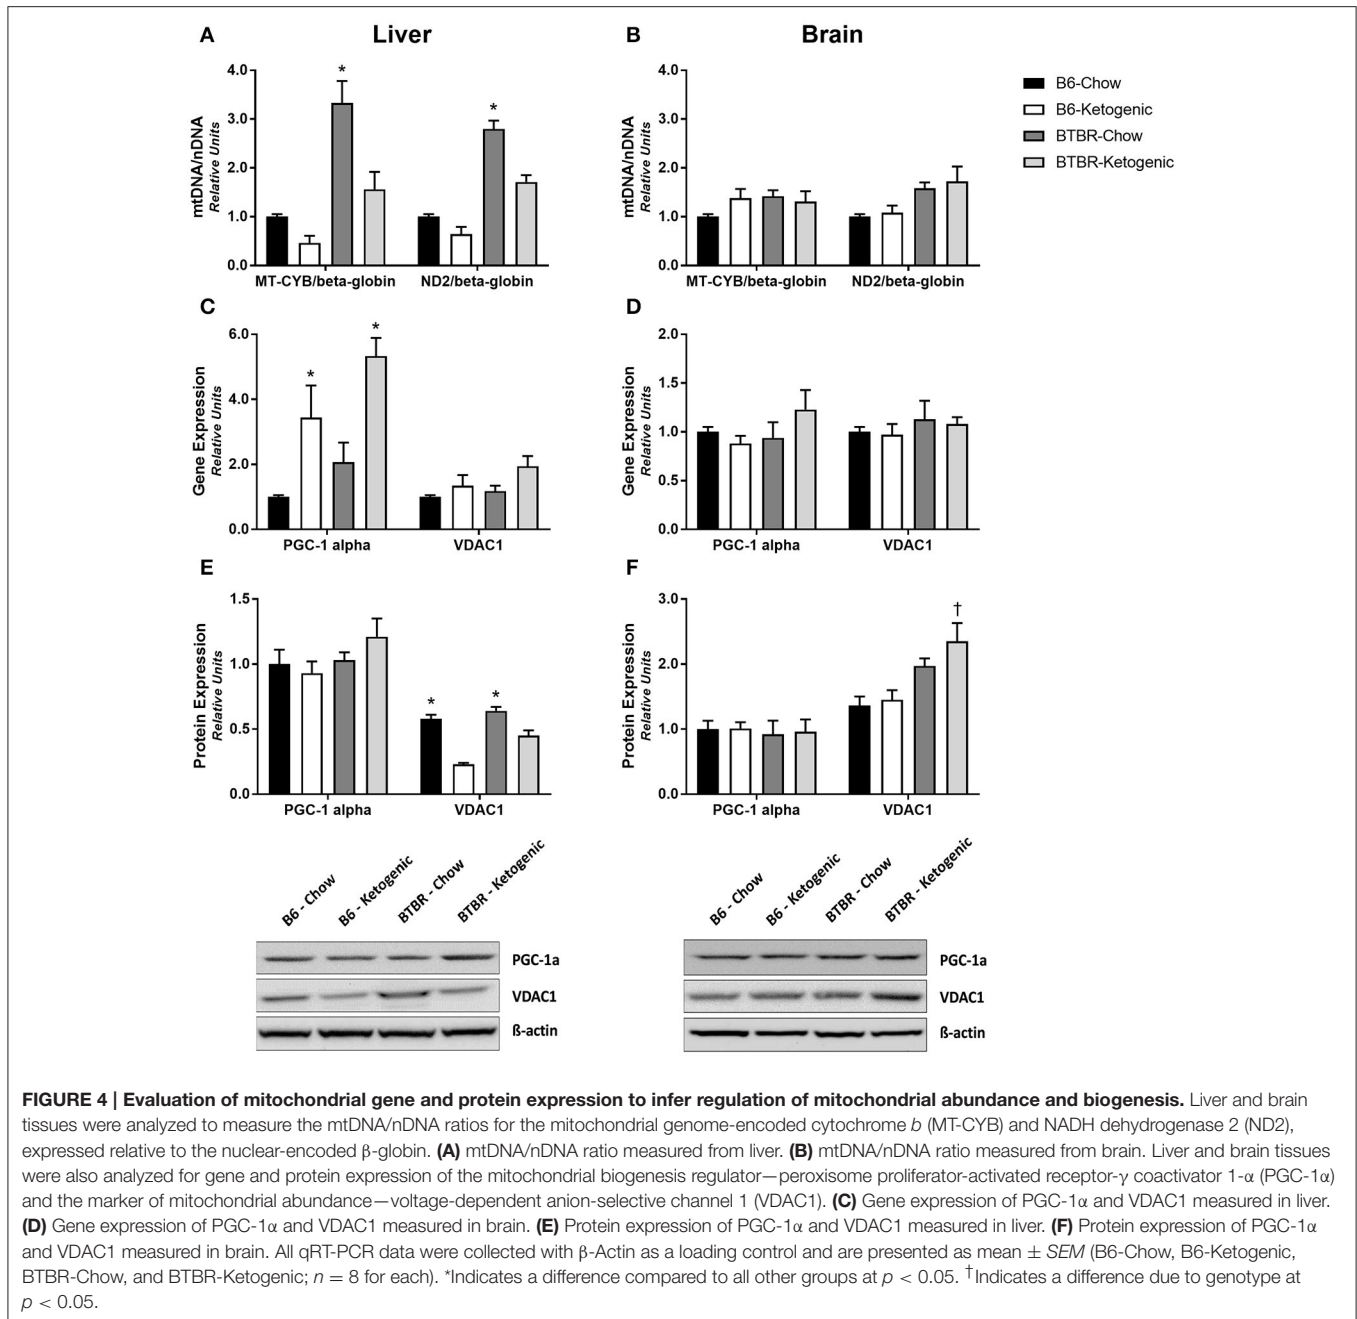 A Liver
B Brain
4.0
3.0
2.0
1.0
0.0
mtDNA/nDNA
Relative Units
*
*
MT-CYB/beta-globin ND2/beta-globin
4.0
3.0
2.0
1.0
0.0
mtDNA/nDNA
Relative Units
MT-CYB/beta-globin ND2/beta-globin
B6-Chow
B6-Ketogenic
BTBR-Chow
BTBR-Ketogenic
C
6.0
4.0
2.0
0.0
Gene Expression
Relative Units
*
*
PGC-1 alpha VDAC1
D
2.0
1.5
1.0
0.5
0.0
Gene Expression
Relative Units
PGC-1 alpha VDAC1
E
1.5
1.0
0.5
0.0
Protein Expression
Relative Units
*
*
PGC-1 alpha VDAC1
F
3.0
2.0
1.0
0.0
Protein Expression
Relative Units
†
PGC-1 alpha VDAC1
B6 - Chow
B6 - Ketogenic
BTBR - Chow
BTBR - Ketogenic
PGC-1a
VDAC1
ß-actin
B6 - Chow
B6 - Ketogenic
BTBR - Chow
BTBR - Ketogenic
PGC-1a
VDAC1
ß-actin
FIGURE 4 | Evaluation of mitochondrial gene and protein expression to infer regulation of mitochondrial abundance and biogenesis. Liver and brain
tissues were analyzed to measure the mtDNA/nDNA ratios for the mitochondrial genome-encoded cytochrome b (MT-CYB) and NADH dehydrogenase 2 (ND2),
expressed relative to the nuclear-encoded β-globin. (A) mtDNA/nDNA ratio measured from liver. (B) mtDNA/nDNA ratio measured from brain. Liver and brain tissues
were also analyzed for gene and protein expression of the mitochondrial biogenesis regulator—peroxisome proliferator-activated receptor-γ coactivator 1-α (PGC-1α)
and the marker of mitochondrial abundance—voltage-dependent anion-selective channel 1 (VDAC1). (C) Gene expression of PGC-1α and VDAC1 measured in liver.
(D) Gene expression of PGC-1α and VDAC1 measured in brain. (E) Protein expression of PGC-1α and VDAC1 measured in liver. (F) Protein expression of PGC-1α
and VDAC1 measured in brain. All qRT-PCR data were collected with β-Actin as a loading control and are presented as mean ± SEM (B6-Chow, B6-Ketogenic,
BTBR-Chow, and BTBR-Ketogenic; n = 8 for each). *Indicates a difference compared to all other groups at p < 0.05. †Indicates a difference due to genotype at
p < 0.05.